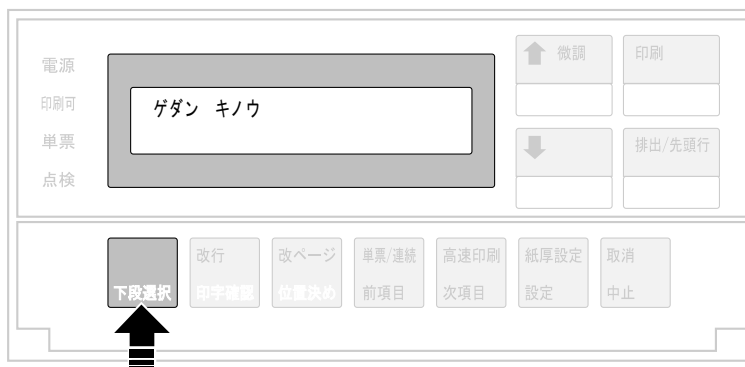 電源
印刷可
単票
点検
ゲダン キノウ
微調
印刷
排出/先頭行
下段選択
改行
印字確認
改ページ
位置決め
単票/連続
前項目
高速印刷
次項目
紙厚設定
設定
取消
中止